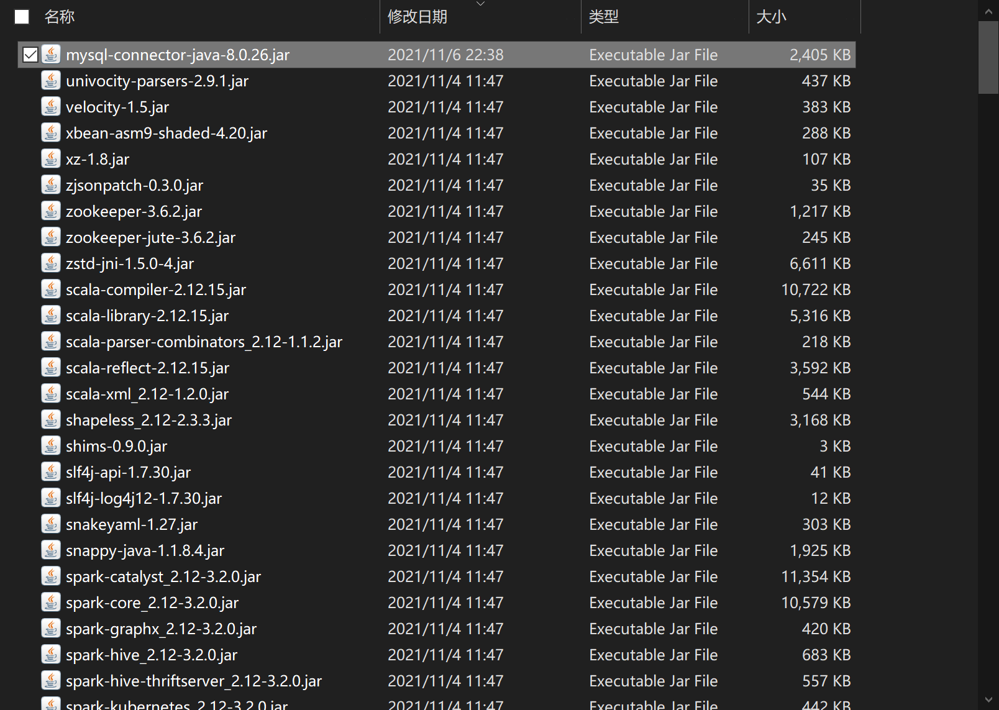 名称 修改日期 类型 大小
mysql-connector-java-8.0.26.jar 2021/11/6 22:38 Executable Jar File 2,405 KB
univocity-parsers-2.9.1.jar 2021/11/4 11:47 Executable Jar File 437 KB
velocity-1.5.jar 2021/11/4 11:47 Executable Jar File 383 KB
xbean-asm9-shaded-4.20.jar 2021/11/4 11:47 Executable Jar File 288 KB
xz-1.8.jar 2021/11/4 11:47 Executable Jar File 107 KB
zjsonpatch-0.3.0.jar 2021/11/4 11:47 Executable Jar File 35 KB
zookeeper-3.6.2.jar 2021/11/4 11:47 Executable Jar File 1,217 KB
zookeeper-jute-3.6.2.jar 2021/11/4 11:47 Executable Jar File 245 KB
zstd-jni-1.5.0-4.jar 2021/11/4 11:47 Executable Jar File 6,611 KB
scala-compiler-2.12.15.jar 2021/11/4 11:47 Executable Jar File 10,722 KB
scala-library-2.12.15.jar 2021/11/4 11:47 Executable Jar File 5,316 KB
scala-parser-combinators_2.12-1.1.2.jar 2021/11/4 11:47 Executable Jar File 218 KB
scala-reflect-2.12.15.jar 2021/11/4 11:47 Executable Jar File 3,592 KB
scala-xml_2.12-1.2.0.jar 2021/11/4 11:47 Executable Jar File 544 KB
shapeless_2.12-2.3.3.jar 2021/11/4 11:47 Executable Jar File 3,168 KB
shims-0.9.0.jar 2021/11/4 11:47 Executable Jar File 3 KB
slf4j-api-1.7.30.jar 2021/11/4 11:47 Executable Jar File 41 KB
slf4j-log4j12-1.7.30.jar 2021/11/4 11:47 Executable Jar File 12 KB
snakeyaml-1.27.jar 2021/11/4 11:47 Executable Jar File 303 KB
snappy-java-1.1.8.4.jar 2021/11/4 11:47 Executable Jar File 1,925 KB
spark-catalyst_2.12-3.2.0.jar 2021/11/4 11:47 Executable Jar File 11,354 KB
spark-core_2.12-3.2.0.jar 2021/11/4 11:47 Executable Jar File 10,579 KB
spark-graphx_2.12-3.2.0.jar 2021/11/4 11:47 Executable Jar File 420 KB
spark-hive_2.12-3.2.0.jar 2021/11/4 11:47 Executable Jar File 683 KB
spark-hive-thriftserver_2.12-3.2.0.jar 2021/11/4 11:47 Executable Jar File 557 KB
spark-kubernetes_2.12-3.2.0.jar 2021/11/4 11:47 Executable Jar File 442 KB